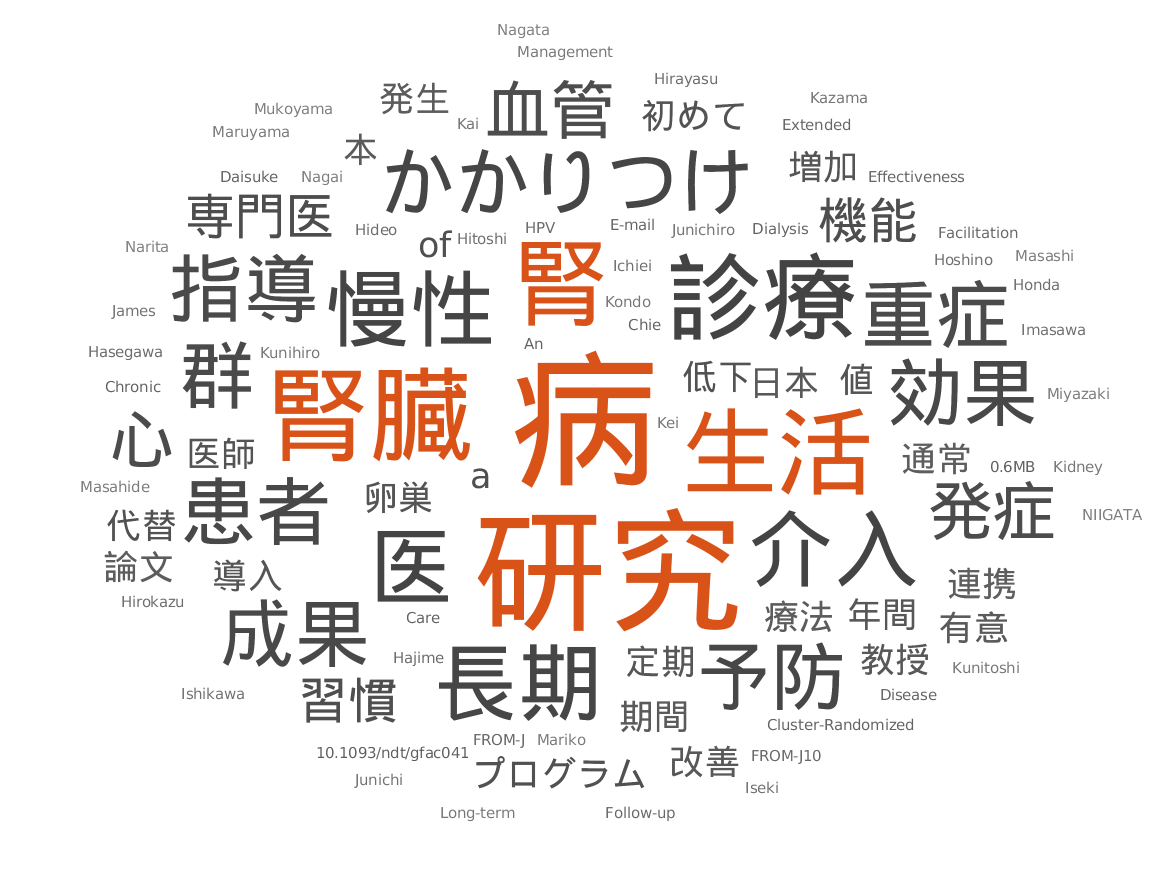 Nagata
Management
Hirayasu
発生 血管 初めて Kazama
Mukoyama Kai Extended
Maruyama 本 かかりつけ 増加
Daisuke Nagai Effectiveness
専門医 Hideo of Hitoshi HPV E-mail Junichiro Dialysis 機能 Facilitation
Narita 腎 Ichiei Hoshino Masashi
指導 慢性 診療 重症 Honda
James Kondo Imasawa
Chie
Hasegawa Kunihiro An
Chronic 群 低下 日本 値 効果 Miyazaki
腎臓 病 Kei 生活
心 医師 通常 0.6MB Kidney
Masahide 患者 卵巣 a 発症 NIIGATA
代替 医 研究 介入
論文 導入 連携
Hirokazu Care 療法 年間 有意
成果 Hajime 長期 定期 予防 教授 Kunitoshi
Ishikawa 習慣 期間 Disease
Cluster-Randomized
10.1093/ndt/gfac041 FROM-J Mariko 改善 FROM-J10
Junichi プログラム Iseki
Long-term Follow-up